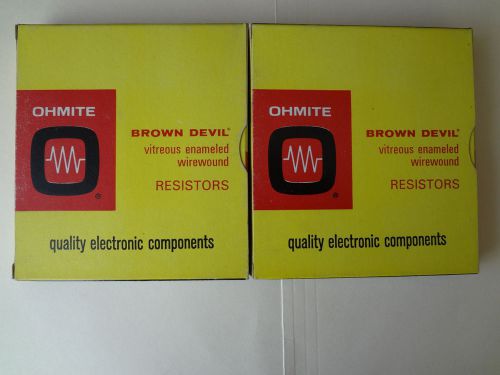 OHMITE
BROWN DEVIL®
vitreous enameled
wirewound
RESISTORS
®
quality electronic components
OHMITE
BROWN DEVIL®
vitreous enameled
wirewound
RESISTORS
®
quality electronic components